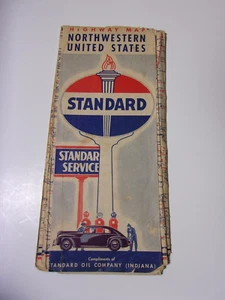 HIGHWAY MAP
NORTHWESTERN
UNITED STATES
STANDARD
STANDAR
SERVICE
Compliments of
STANDARD OIL COMPANY (INDIANA)